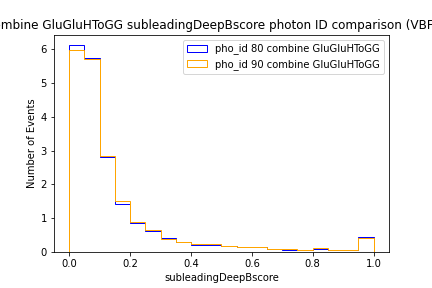 ombine GluGluHToGG subleadingDeepBscore photon ID comparison (VBF
pho_id 80 combine GluGluHToGG
pho_id 90 combine GluGluHToGG
Number of Events
6
5
4
3
2
1
0
0.0 0.2 0.4 0.6 0.8 1.0
subleadingDeepBscore